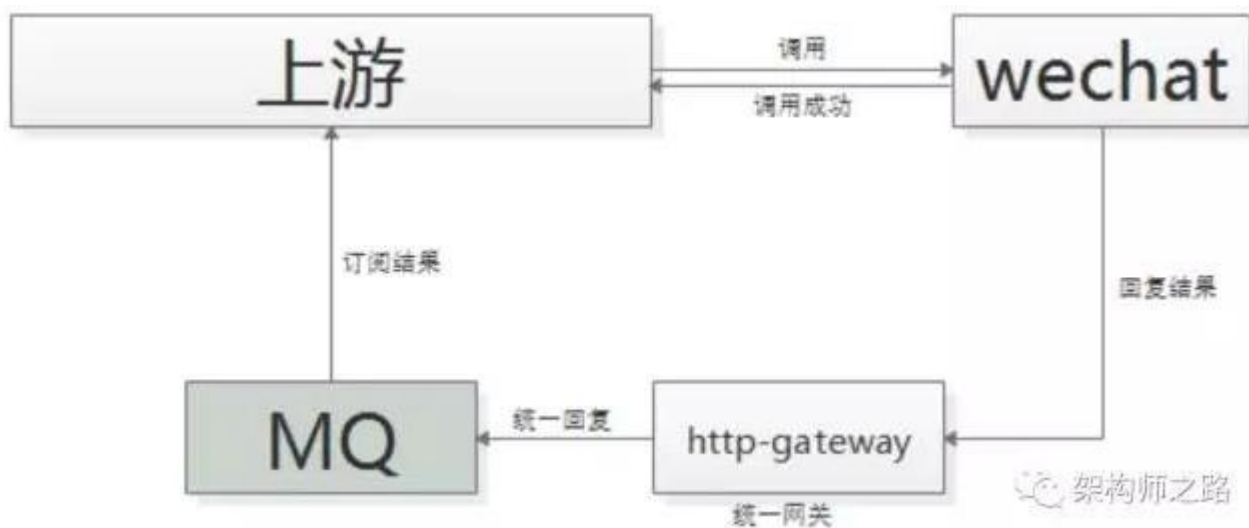 上游
调用
调用成功
wechat
订阅结果
回复结果
MQ
统一回复
http-gateway
统一网关
架构师之路